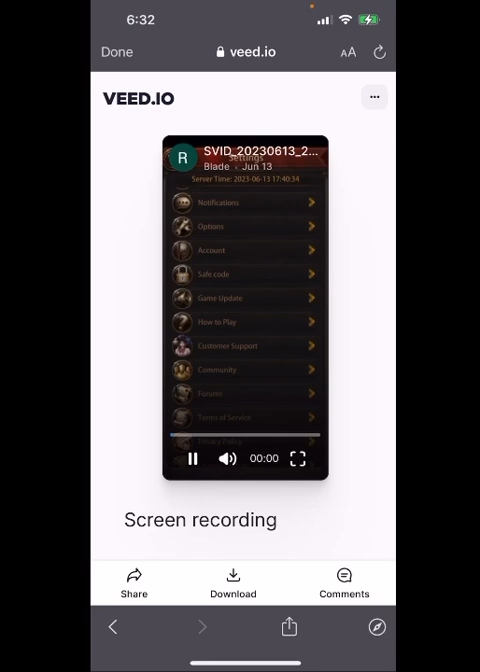 6:32
Done
veed.io
AA
VEED.IO
R
SVID_20230613_2...
Settings
Blade • Jun 13
Server Time: 2023-06-13 17:40:34
Notifications
Options
Account
Safe code
Game Update
How to Play
Customer Support
Community
Forums
Terms of Service
Privacy Policy
00:00
Screen recording
Share
Download
Comments